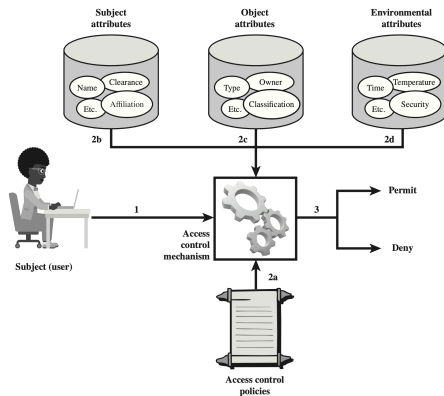 Subject
attributes
Object
attributes
Environmental
attributes
Clearance
Name
Etc.
Affiliation
Owner
Type
Etc.
Classification
Temperature
Time
Etc.
Security
2b
2c
2d
1
3
Permit
Deny
Access
control
mechanism
Subject (user)
2a
Access control
policies